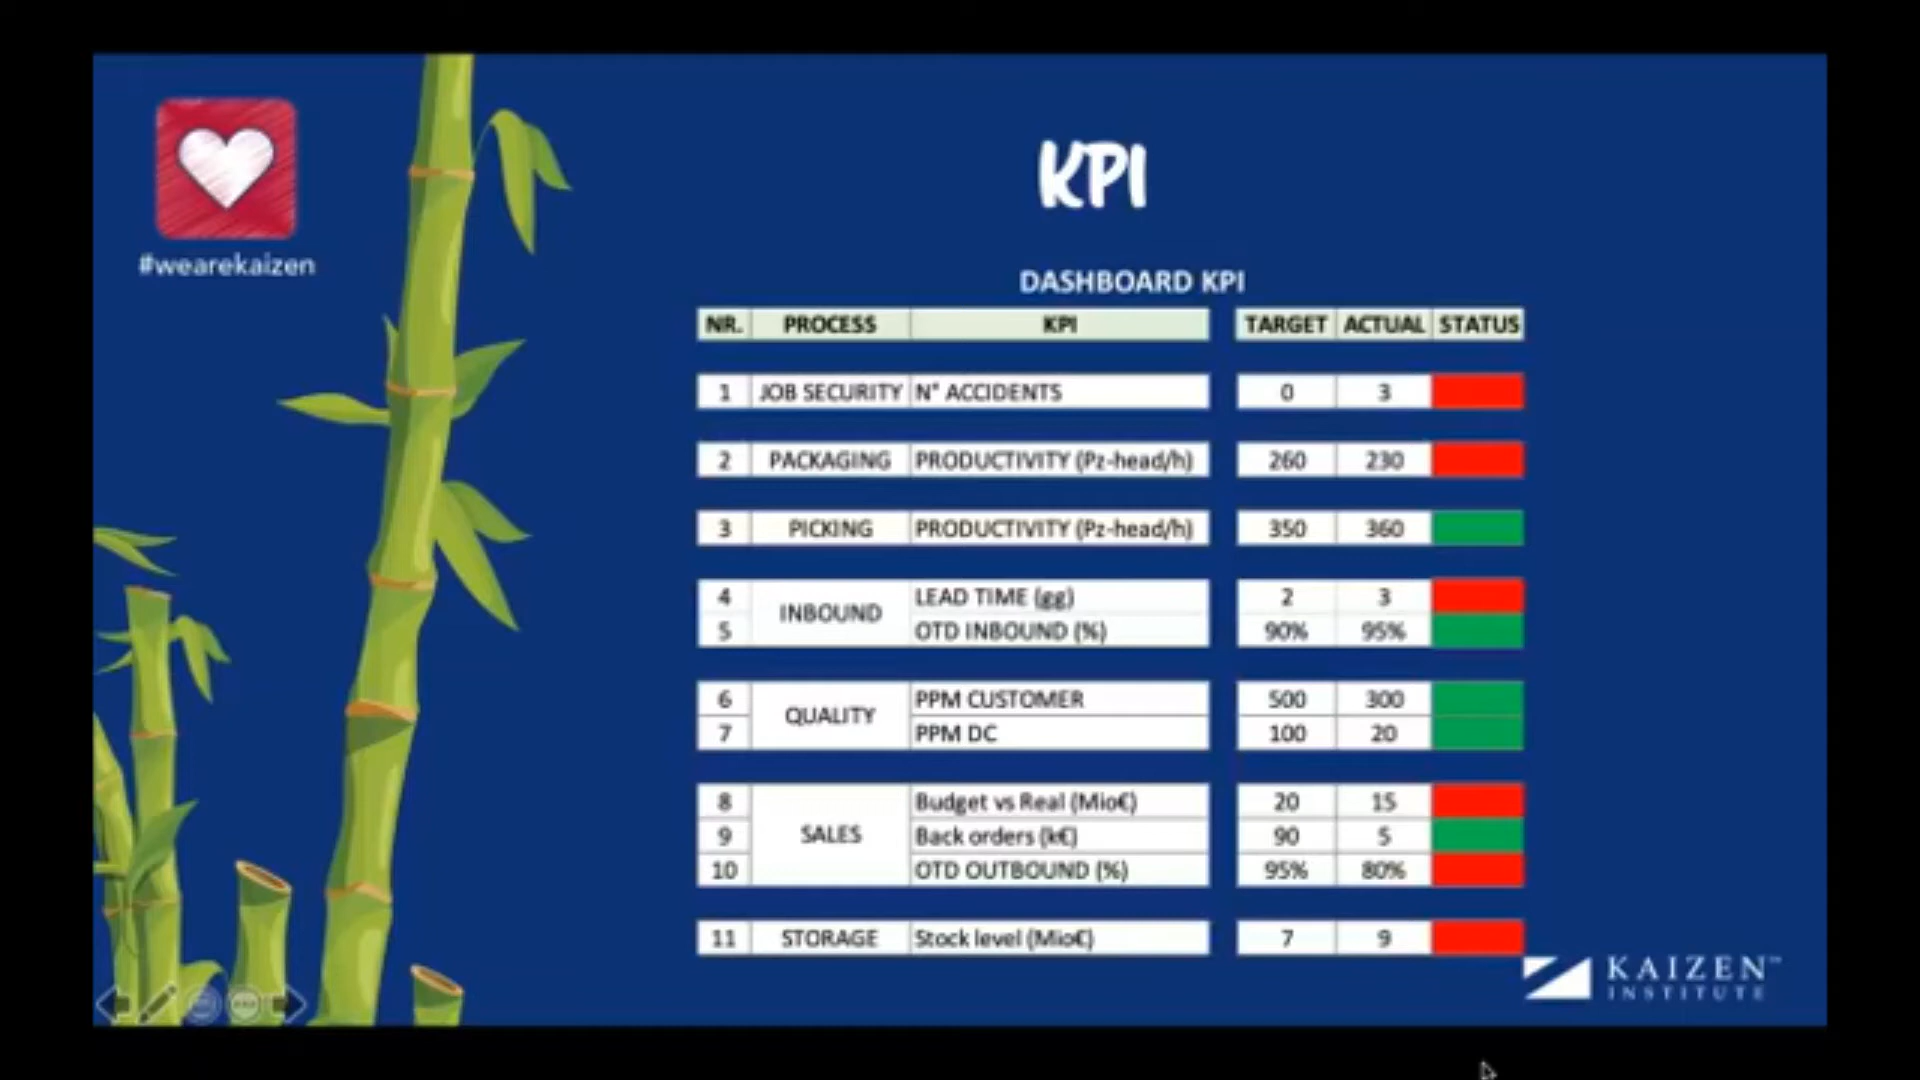 #wearekaizen
KPI
DASHBOARD KPI
NR. PROCESS KPI TARGET ACTUAL STATUS
1 JOB SECURITY N° ACCIDENTS 0 3
2 PACKAGING PRODUCTIVITY (Pz-head/h) 260 230
3 PICKING PRODUCTIVITY (Pz-head/h) 350 360
INBOUND
4 LEAD TIME (gg) 2 3
5 OTD INBOUND (%) 90% 95%
QUALITY
6 PPM CUSTOMER 500 300
7 PPM DC 100 20
SALES
8 Budget vs Real (Mio€) 20 15
9 Back orders (k€) 90 5
10 OTD OUTBOUND (%) 95% 80%
11 STORAGE Stock level (Mio€) 7 9
KAIZEN™
INSTITUTE